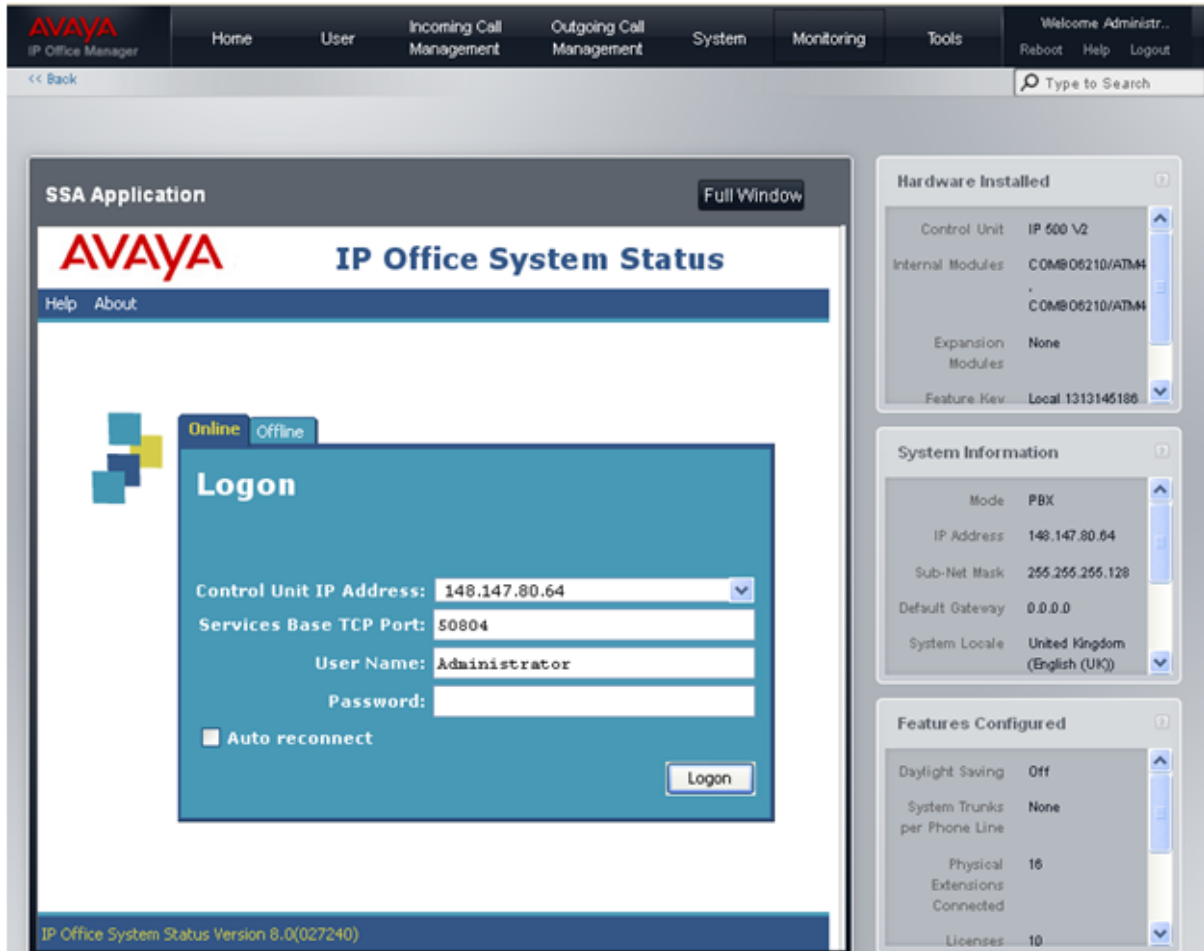 AVAYA
IP Office Manager
Home
User
Incoming Call
Management
Outgoing Call
Management
System
Monitoring
Tools
Welcome Administr..
Reboot Help Logout
<< Back
Type to Search
SSA Application
Full Window
AVAYA
IP Office System Status
Help About
Online Offline
Logon
Control Unit IP Address: 148.147.80.64
Services Base TCP Port: 50804
User Name: Administrator
Password:
Auto reconnect
Logon
IP Office System Status Version 8.0(027240)
Hardware Installed
Control Unit IP 500 V2
Internal Modules COMBO6210/ATM4
,
COMBO6210/ATM4
Expansion
Modules
None
Feature Key Local 1313145186
System Information
Mode PBX
IP Address 148.147.80.64
Sub-Net Mask 255.255.255.128
Default Gateway 0.0.0.0
System Locale United Kingdom
(English (UK))
Features Configured
Daylight Saving Off
System Trunks
per Phone Line
None
Physical
Extensions
Connected
16
Licenses 10